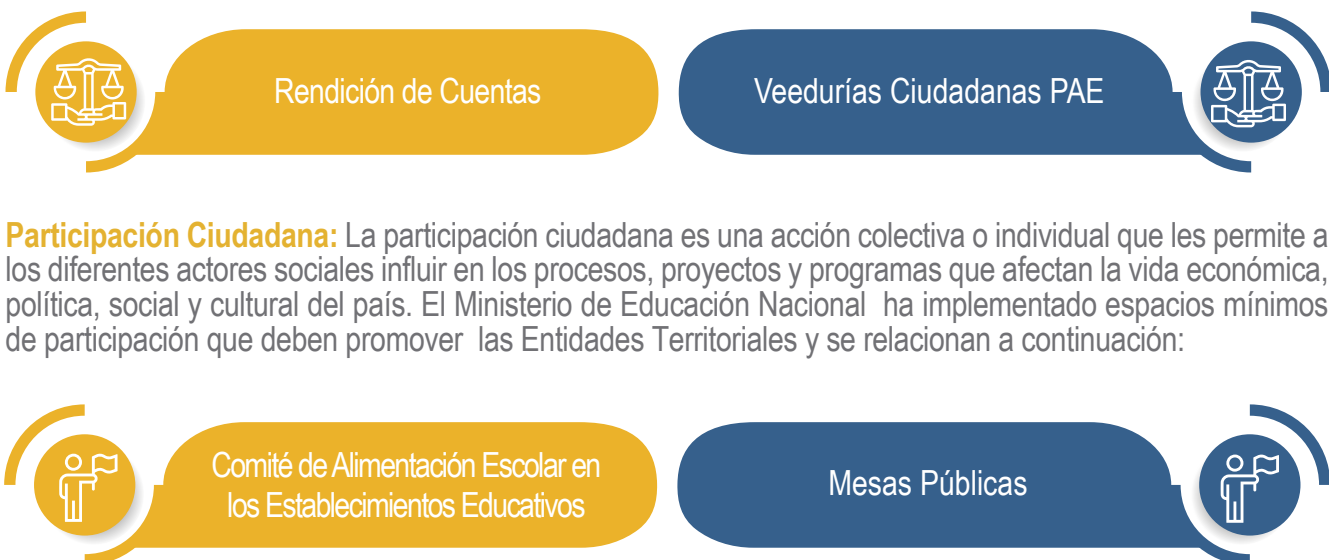 Rendición de Cuentas
Veedurías Ciudadanas PAE
Participación Ciudadana: La participación ciudadana es una acción colectiva o individual que les permite a
los diferentes actores sociales influir en los procesos, proyectos y programas que afectan la vida económica,
política, social y cultural del país. El Ministerio de Educación Nacional ha implementado espacios mínimos
de participación que deben promover las Entidades Territoriales y se relacionan a continuación:
Comité de Alimentación Escolar en
los Establecimientos Educativos
Mesas Públicas